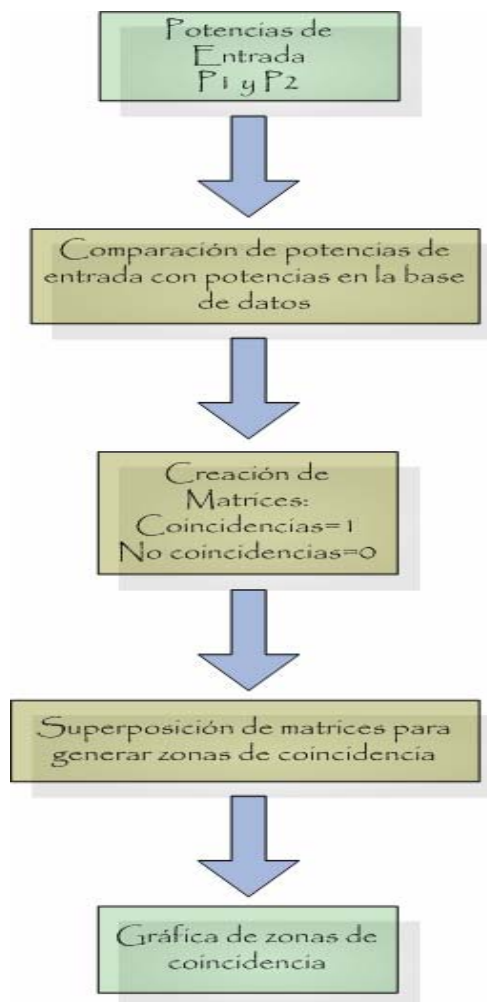 Potencias de
Entrada
P1 y P2
Comparación de potencias de
entrada con potencias en la base
de datos
Creación de
Matrices:
Coincidencias=1
No coincidencias=0
Superposición de matrices para
generar zonas de coincidencia
Gráfica de zonas de
coincidencia